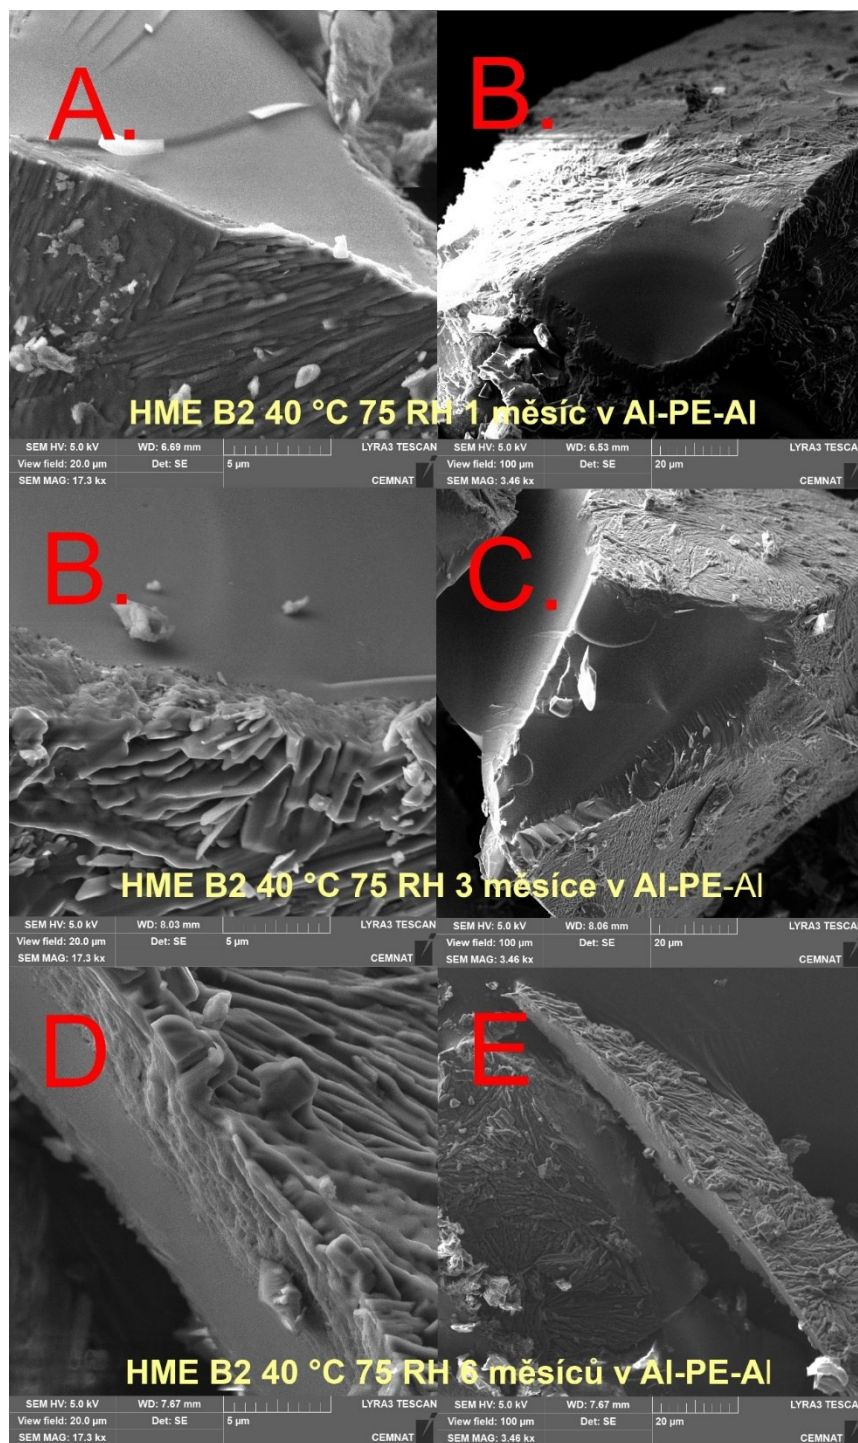 A.
B.
HME B2 40 °C 75 RH 1 měsíc v Al-PE-Al
SEM HV: 5.0 kV WD: 6.69 mm LYRA3 TESCAN
View field: 20.0 µm Det: SE 5 µm
SEM MAG: 17.3 kx CEMNAT
SEM HV: 5.0 kV WD: 6.53 mm LYRA3 TESCAN
View field: 100 µm Det: SE 20 µm
SEM MAG: 3.46 kx CEMNAT
B.
C.
HME B2 40 °C 75 RH 3 měsíce v Al-PE-Al
SEM HV: 5.0 kV WD: 8.03 mm LYRA3 TESCAN
View field: 20.0 µm Det: SE 5 µm
SEM MAG: 17.3 kx CEMNAT
SEM HV: 5.0 kV WD: 8.06 mm LYRA3 TESCAN
View field: 100 µm Det: SE 20 µm
SEM MAG: 3.46 kx CEMNAT
D
E
HME B2 40 °C 75 RH 6 měsíců v Al-PE-Al
SEM HV: 5.0 kV WD: 7.67 mm LYRA3 TESCAN
View field: 20.0 µm Det: SE 5 µm
SEM MAG: 17.3 kx CEMNAT
SEM HV: 5.0 kV WD: 7.67 mm LYRA3 TESCAN
View field: 100 µm Det: SE 20 µm
SEM MAG: 3.46 kx CEMNAT